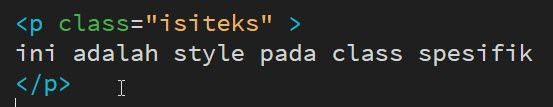 <p class="isiteks" >
ini adalah style pada class spesifik
</p>